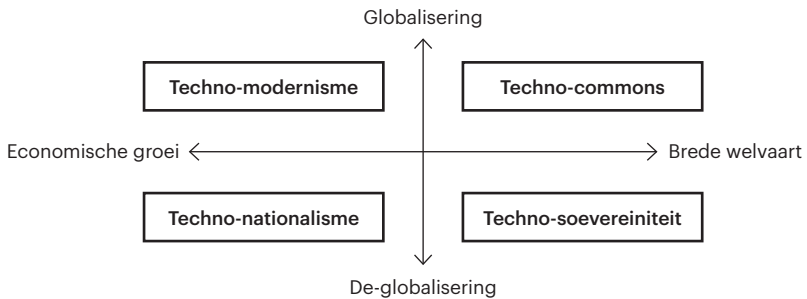 Globalisering
Techno-modernisme
Techno-commons
Economische groei
Brede welvaart
Techno-nationalisme
Techno-soevereiniteit
De-globalisering